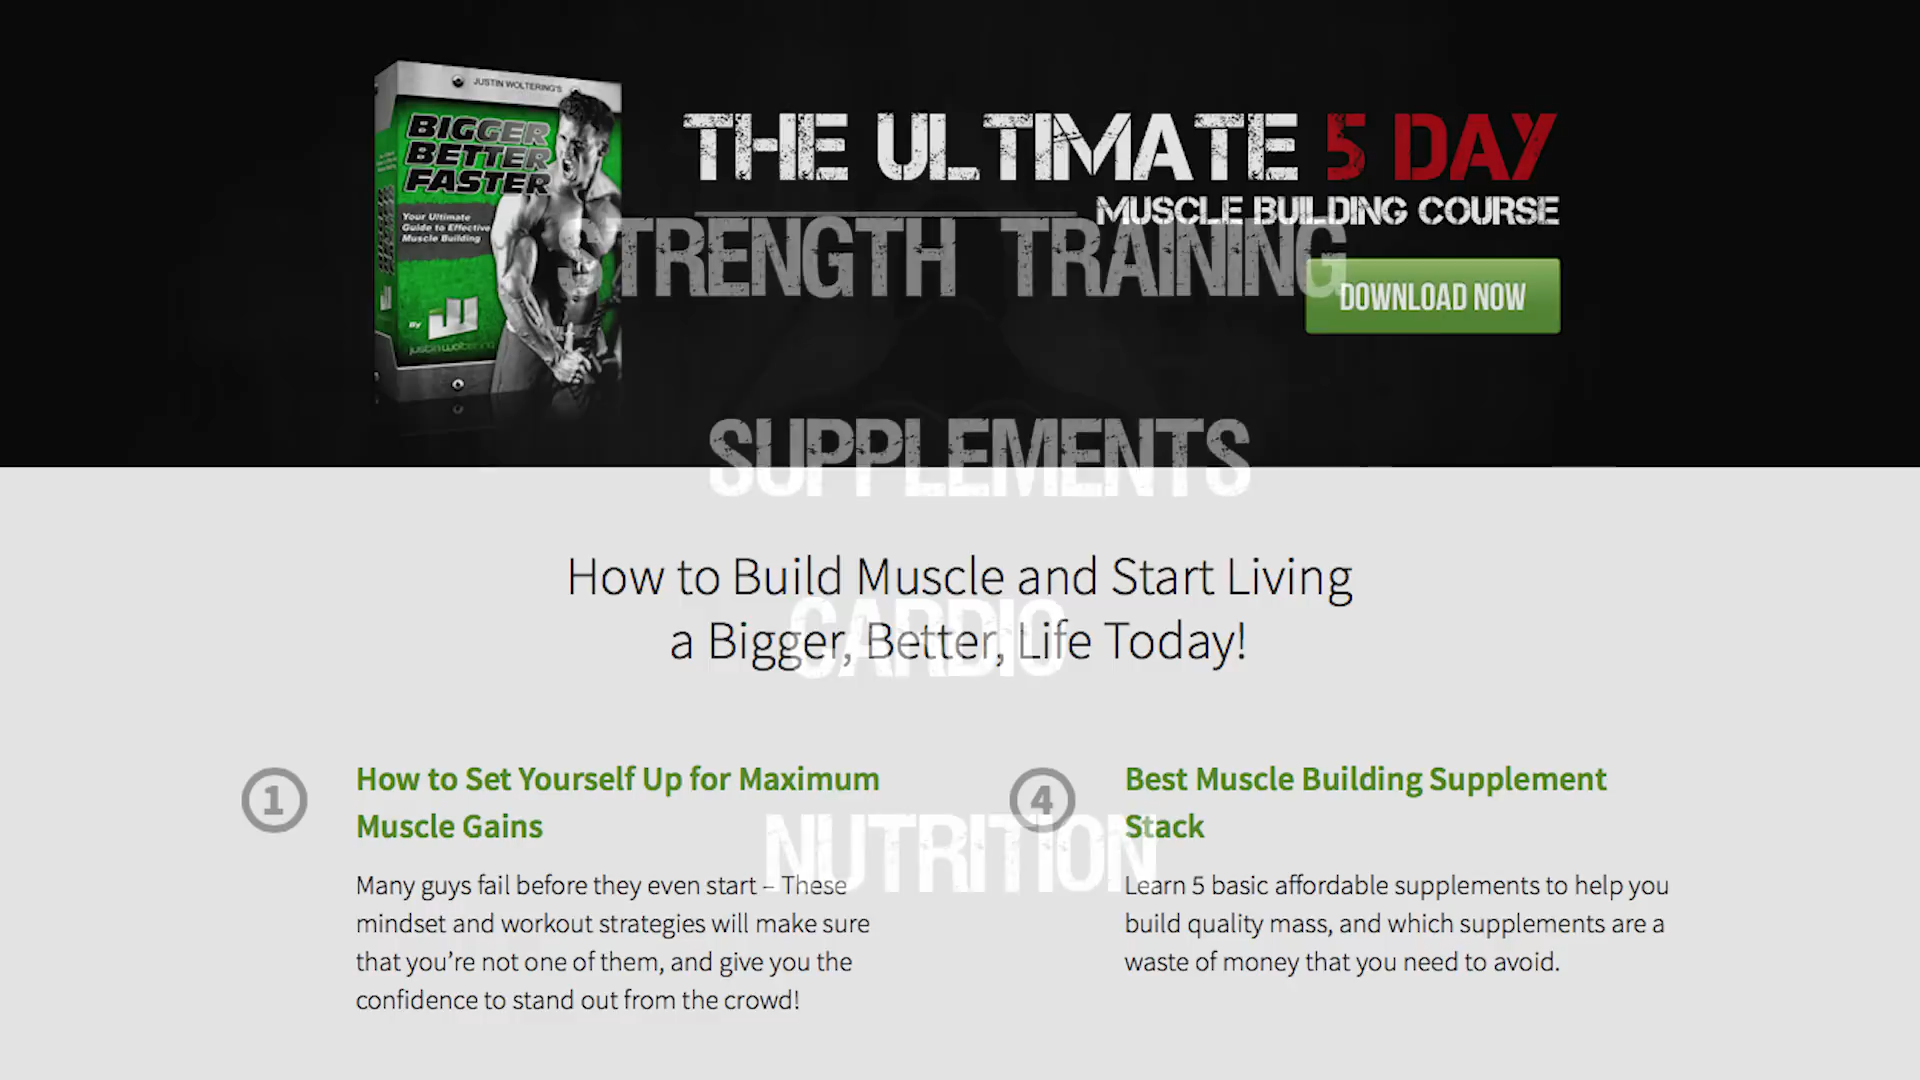 JUSTIN WOLTERING'S
BIGGER
BETTER
FASTER
Your Ultimate
Guide to Effective
Muscle Building
By
justin woltering
THE ULTIMATE 5 DAY
MUSCLE BUILDING COURSE
STRENGTH TRAINING
DOWNLOAD NOW
SUPPLEMENTS
How to Build Muscle and Start Living
a Bigger, Better, Life Today!
CARDIO
1
How to Set Yourself Up for Maximum
Muscle Gains
Many guys fail before they even start – These
mindset and workout strategies will make sure
that you're not one of them, and give you the
confidence to stand out from the crowd!
4
Best Muscle Building Supplement
Stack
Learn 5 basic affordable supplements to help you
build quality mass, and which supplements are a
waste of money that you need to avoid.
NUTRITION